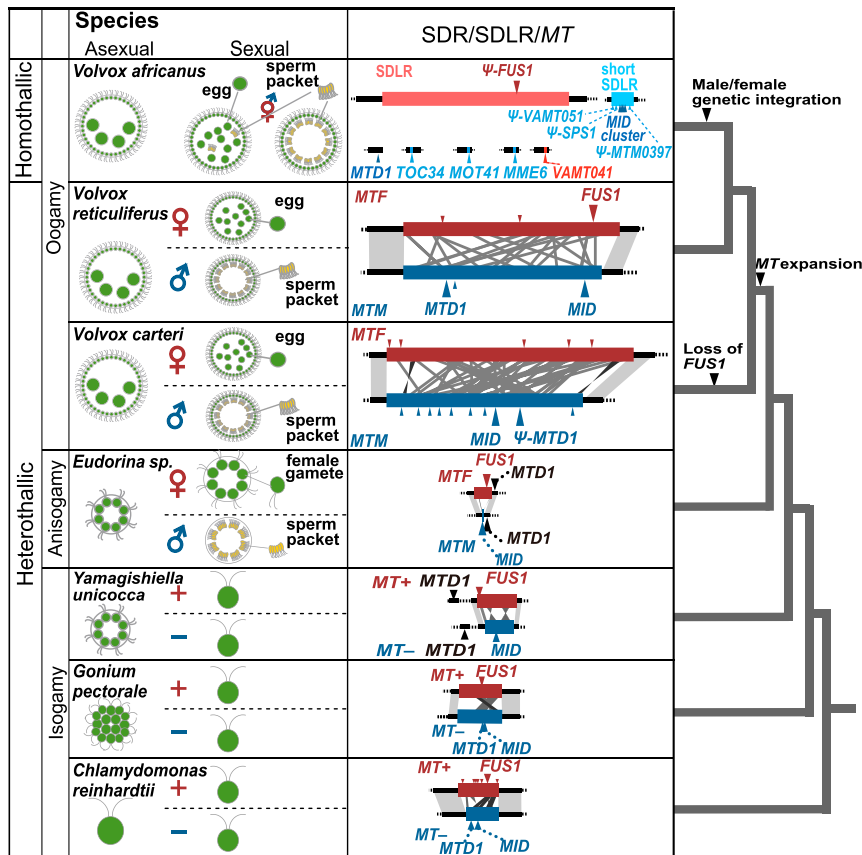 Species
Asexual
Sexual
SDR/SDLR/MT
Homothallic
Heterothallic
Oogamy
Anisogamy
Isogamy
Volvox africanus
egg
sperm
packet
SDLR
Ψ-FUS1
short
SDLR
Ψ-VAMT051
Ψ-SPS1
MID
cluster
Ψ-MTM0397
MTD1
TOC34
MOT41
MME6
VAMT041
Volvox
reticuliferus
♀
egg
♂
sperm
packet
MTF
FUS1
MTM
MTD1
MID
Volvox carteri
♀
egg
♂
sperm
packet
MTF
MTM
MID
Ψ-MTD1
Eudorina sp.
♀
female
gamete
♂
sperm
packet
FUS1
MTF
MTD1
MTM
MTD1
MID
Yamagishiella
unicocca
+
−
MT+
MTD1
FUS1
MT−
MTD1
MID
Gonium
pectorale
+
−
MT+
FUS1
MT−
MTD1
MID
Chlamydomonas
reinhardtii
+
−
MT+
FUS1
MT−
MTD1
MID
Male/female
genetic integration
MT expansion
Loss of
FUS1